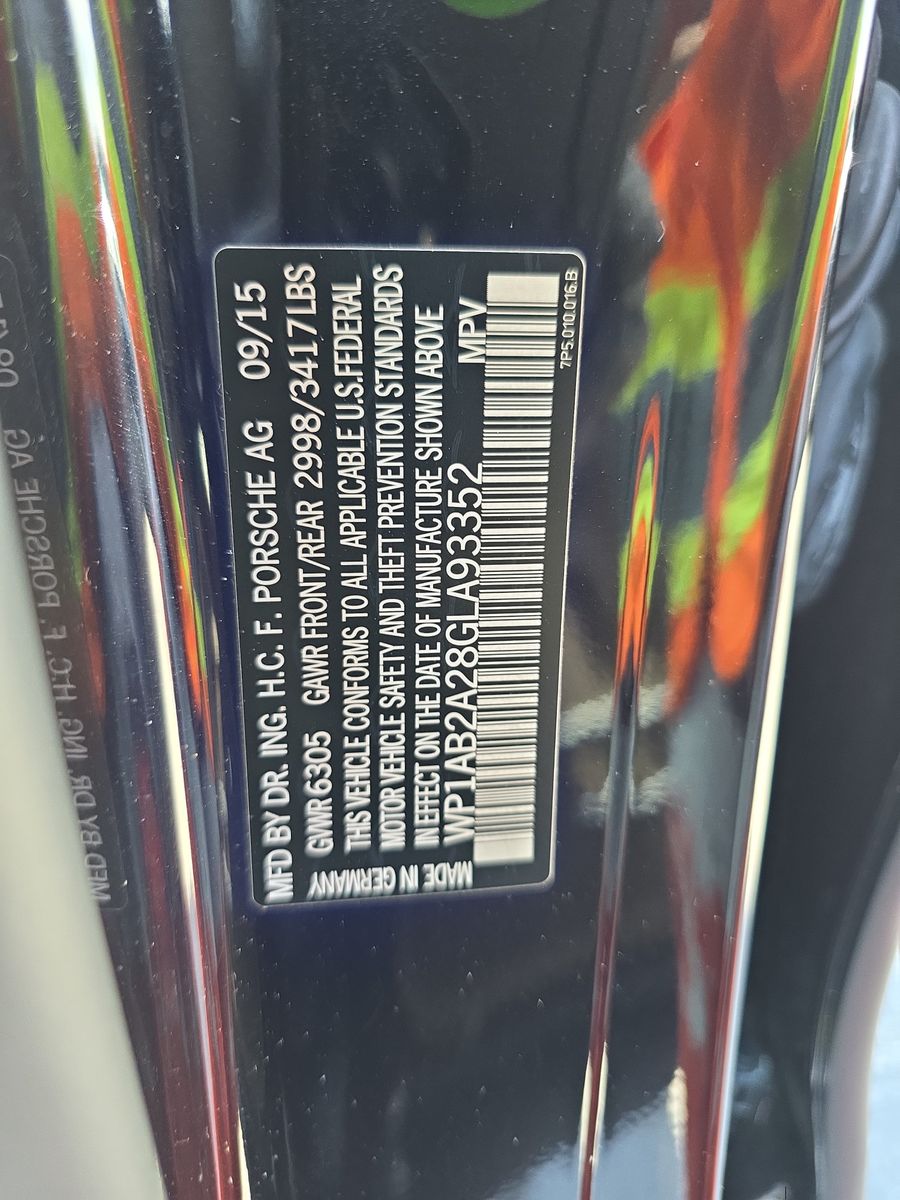 MFD BY DR. ING. H.C. F. PORSCHE AG 09/15
GVWR 6305 GAWR FRONT/REAR 2998/3417LBS
THIS VEHICLE CONFORMS TO ALL APPLICABLE U.S.FEDERAL
MOTOR VEHICLE SAFETY AND THEFT PREVENTION STANDARDS
IN EFFECT ON THE DATE OF MANUFACTURE SHOWN ABOVE
WP1AB2A28GLA93352 MPV
MADE IN GERMANY
7P5.010.016.B